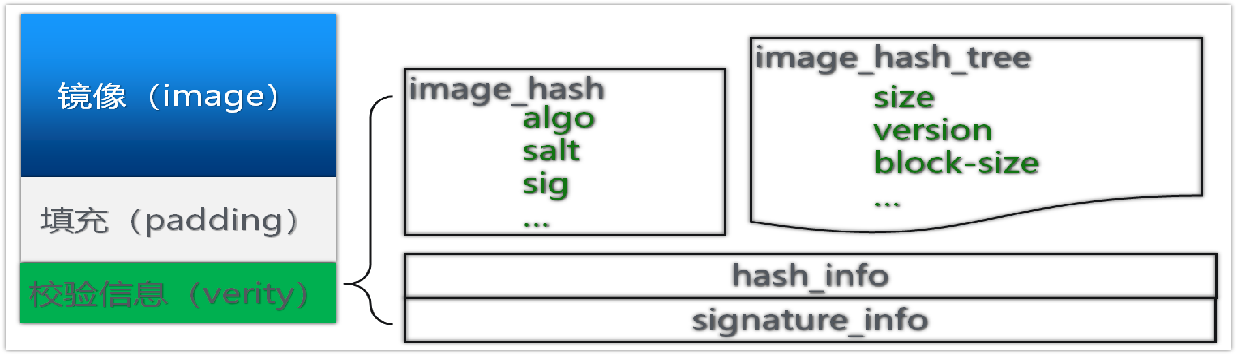 镜像（image）
填充（padding）
校验信息（verity）
image_hash
algo
salt
sig
...
image_hash_tree
size
version
block-size
...
hash_info
signature_info